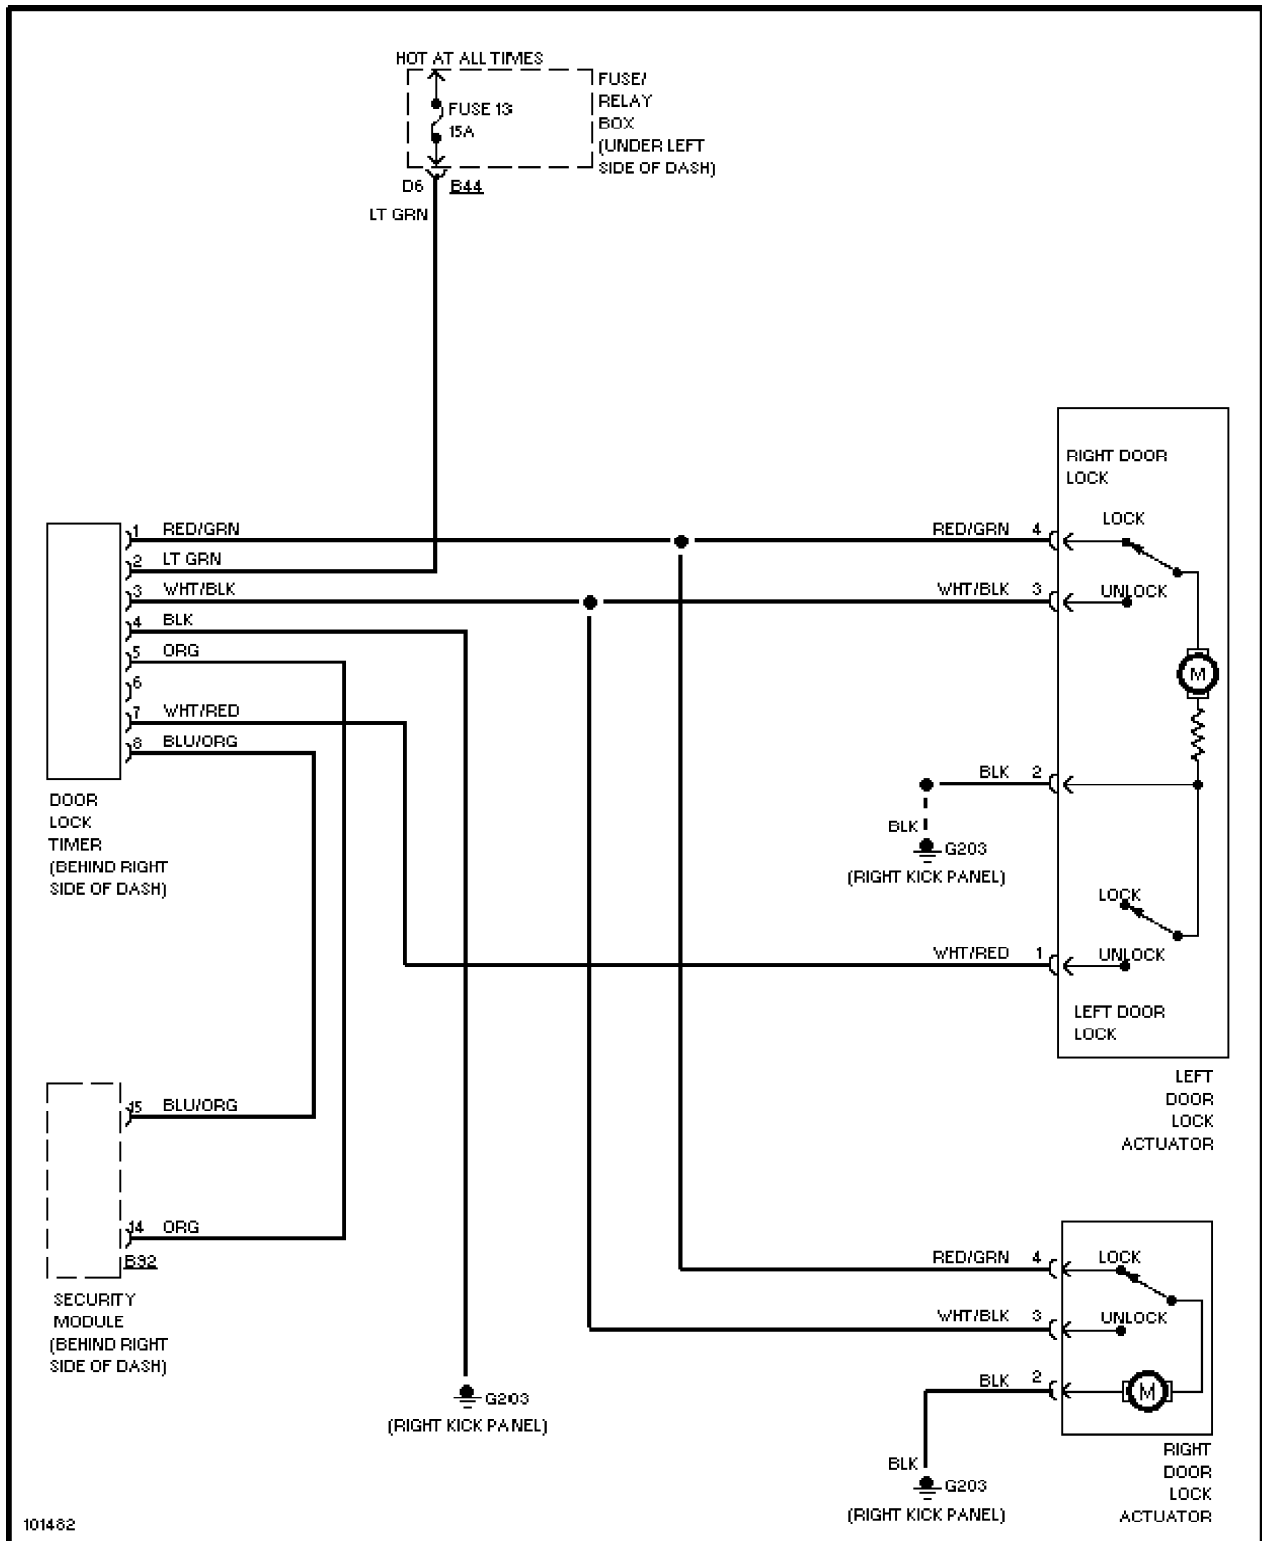 HOT AT ALL TIMES
FUSE/
RELAY
BOX
(UNDER LEFT
SIDE OF DASH)
FUSE 13
15A
D6 B44
LT GRN
RIGHT DOOR
LOCK
LOCK
UNLOCK
M
1 RED/GRN
2 LT GRN
3 WHT/BLK
4 BLK
5 ORG
6
7 WHT/RED
8 BLU/ORG
RED/GRN 4
WHT/BLK 3
BLK 2
BLK
G203
(RIGHT KICK PANEL)
DOOR
LOCK
TIMER
(BEHIND RIGHT
SIDE OF DASH)
LOCK
WHT/RED 1
UNLOCK
LEFT DOOR
LOCK
LEFT
DOOR
LOCK
ACTUATOR
15 BLU/ORG
14 ORG
B92
SECURITY
MODULE
(BEHIND RIGHT
SIDE OF DASH)
G203
(RIGHT KICK PANEL)
RED/GRN 4
LOCK
WHT/BLK 3
UNLOCK
BLK 2
M
BLK
G203
(RIGHT KICK PANEL)
RIGHT
DOOR
LOCK
ACTUATOR
101482